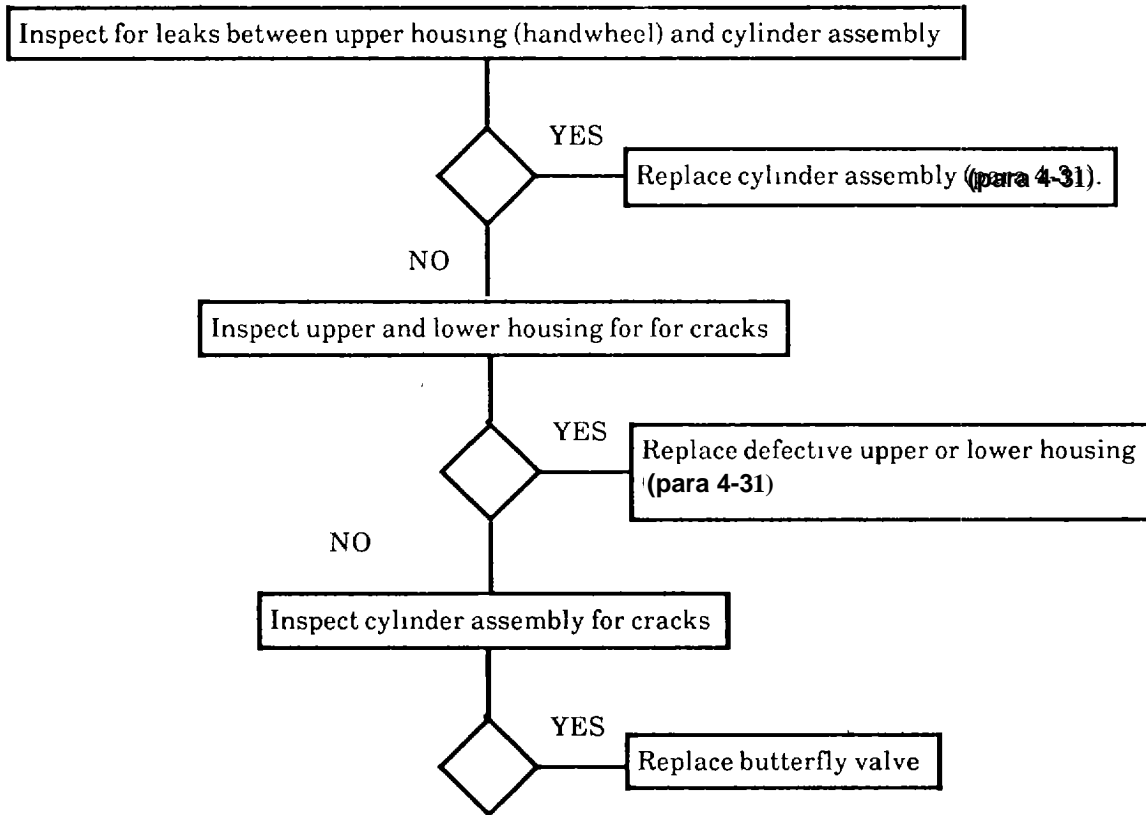 Inspect for leaks between upper housing (handwheel) and cylinder assembly
YES
Replace cylinder assembly (para 4-31).
NO
Inspect upper and lower housing for for cracks
YES
Replace defective upper or lower housing
(para 4-31)
NO
Inspect cylinder assembly for cracks
YES
Replace butterfly valve